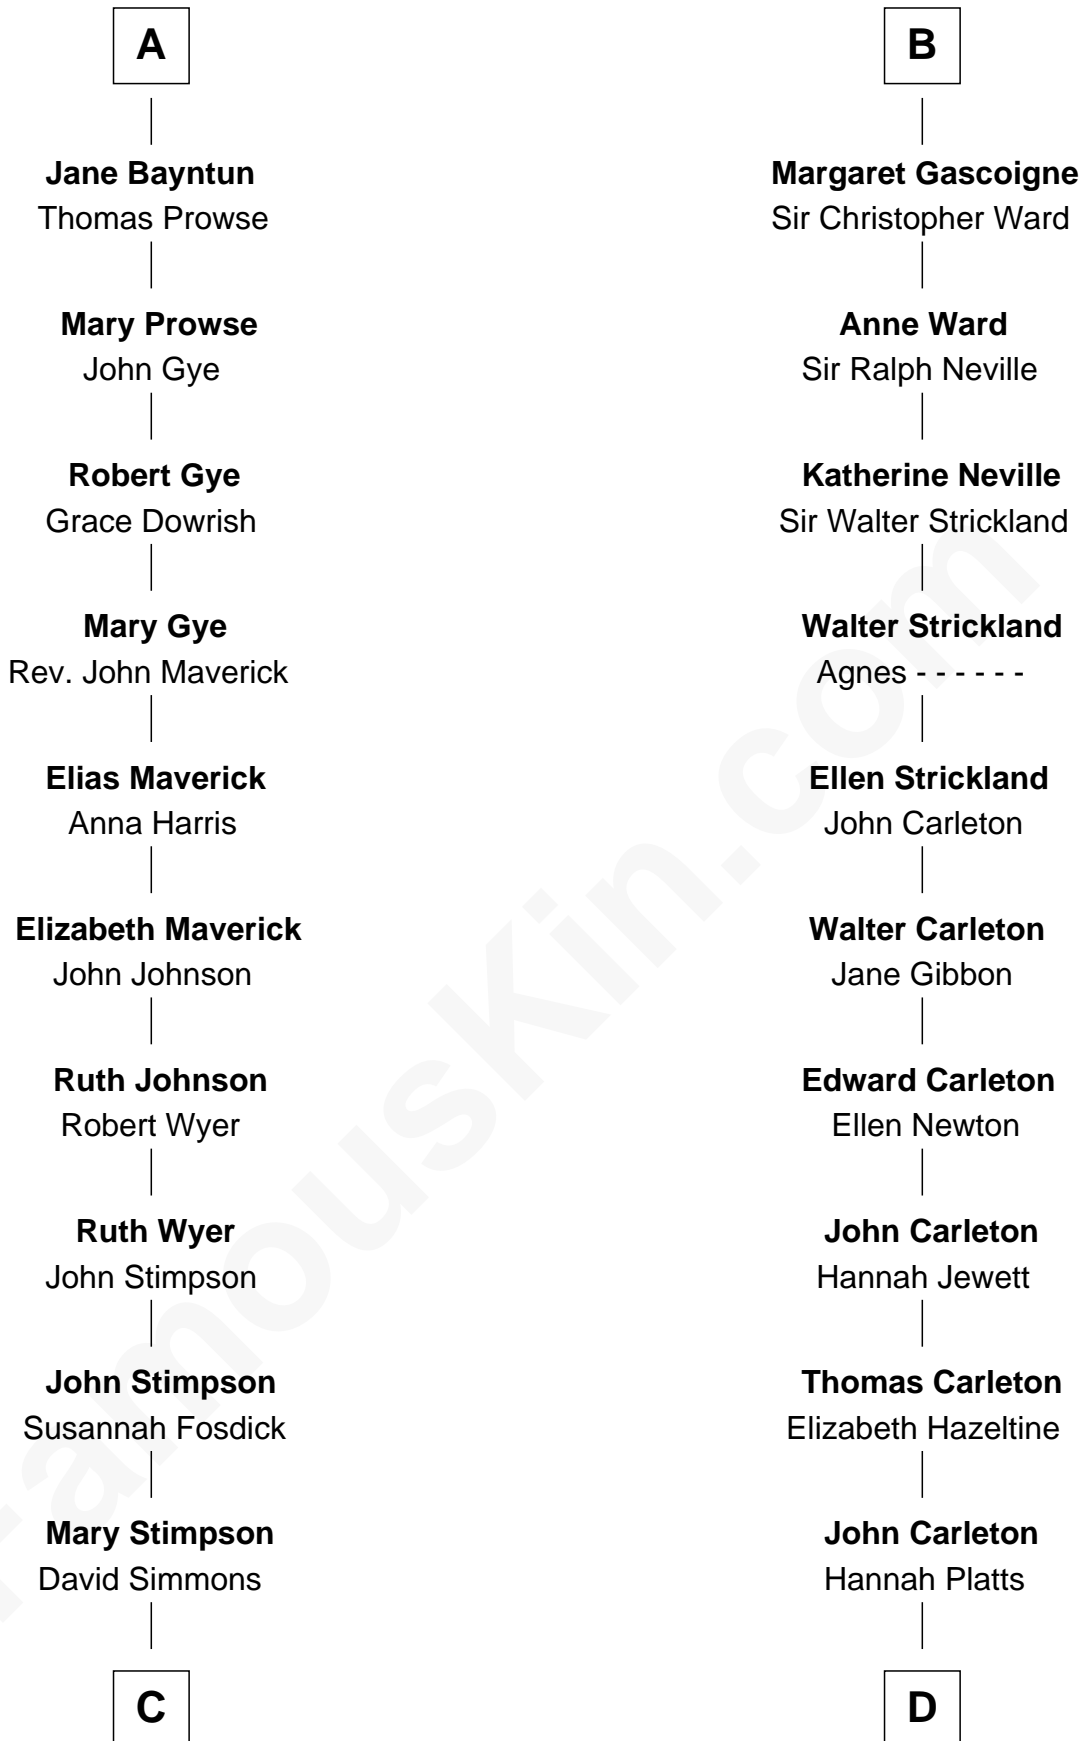 A
Jane Bayntun
Thomas Prowse
Mary Prowse
John Gye
Robert Gye
Grace Dowrish
Mary Gye
Rev. John Maverick
Elias Maverick
Anna Harris
Elizabeth Maverick
John Johnson
Ruth Johnson
Robert Wyer
Ruth Wyer
John Stimpson
John Stimpson
Susannah Fosdick
Mary Stimpson
David Simmons
C
B
Margaret Gascoigne
Sir Christopher Ward
Anne Ward
Sir Ralph Neville
Katherine Neville
Sir Walter Strickland
Walter Strickland
Agnes - - - - - -
Ellen Strickland
John Carleton
Walter Carleton
Jane Gibbon
Edward Carleton
Ellen Newton
John Carleton
Hannah Jewett
Thomas Carleton
Elizabeth Hazeltine
John Carleton
Hannah Platts
D
FamousKin.com